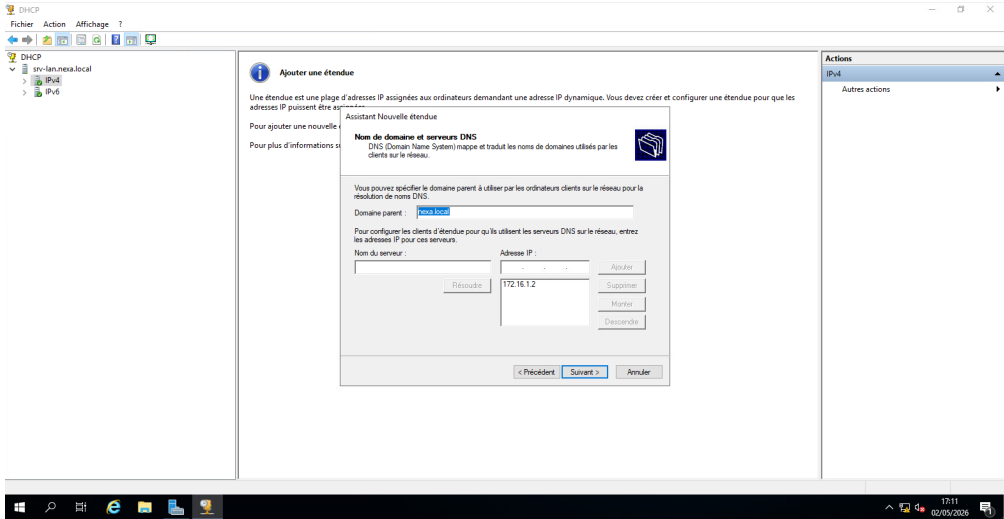 DHCP
Fichier Action Affichage ?
DHCP
srv-lan.nexa.local
IPv4
IPv6
Ajouter une étendue
Une étendue est une plage d'adresses IP assignées aux ordinateurs demandant une adresse IP dynamique. Vous devez créer et configurer une étendue pour que les
adresses IP puissent être
Pour ajouter une nouvelle
Pour plus d'informations
Assistant Nouvelle étendue
Nom de domaine et serveurs DNS
DNS (Domain Name System) mappe et traduit les noms de domaines utilisés par les
clients sur le réseau.
Vous pouvez spécifier le domaine parent à utiliser par les ordinateurs clients sur le réseau pour la
résolution de noms DNS.
Domaine parent : nexa.local
Pour configurer les clients d'étendue pour qu'ils utilisent les serveurs DNS sur le réseau, entrez
les adresses IP pour ces serveurs.
Nom du serveur : Adresse IP :
Ajouter
Résoudre 172.16.1.2 Supprimer
Monter
Descendre
< Précédent Suivant > Annuler
Actions
IPv4
Autres actions
17:11
02/05/2026